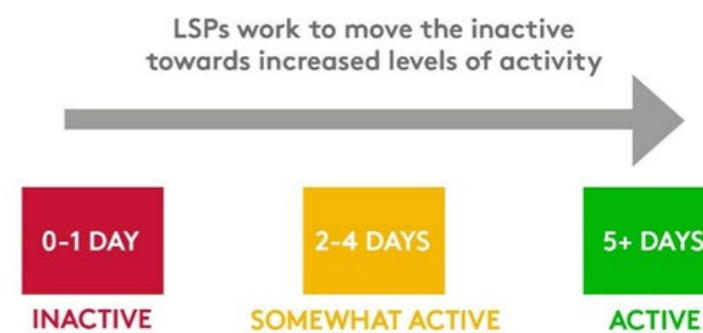 LSPs work to move the inactive
towards increased levels of activity
0-1 DAY
2-4 DAYS
5+ DAYS
INACTIVE
SOMEWHAT ACTIVE
ACTIVE